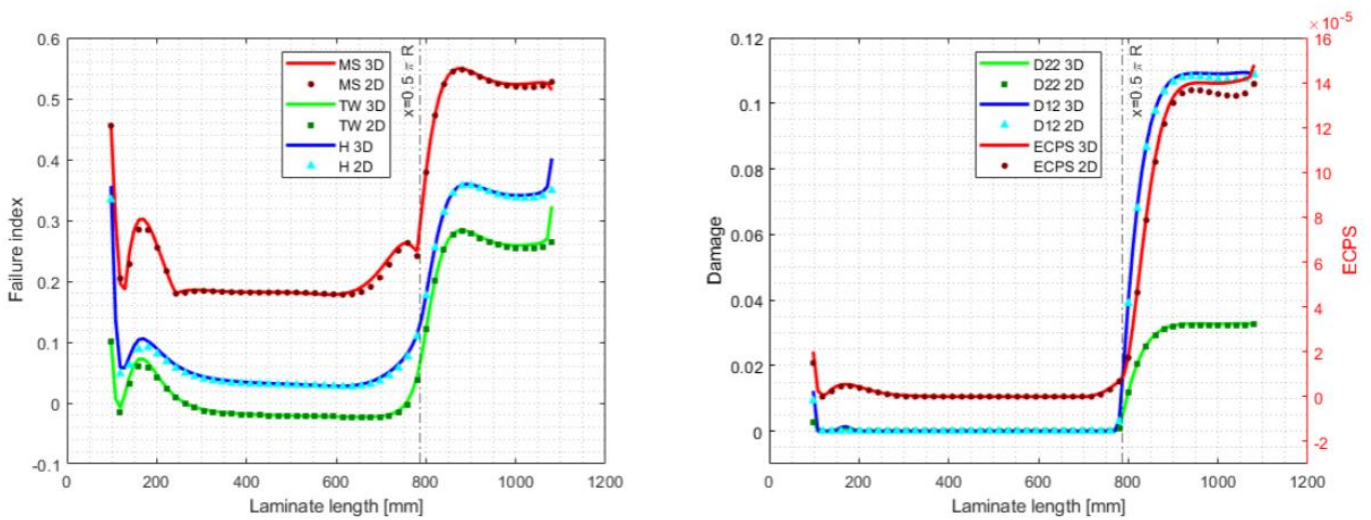 0.6
0.5
0.4
0.3
0.2
0.1
0
-0.1
Failure index
0
200
400
600
800
1000
1200
Laminate length [mm]
MS 3D
MS 2D
TW 3D
TW 2D
H 3D
H 2D
x=0.5 π R
0.12
0.1
0.08
0.06
0.04
0.02
0
Damage
0
200
400
600
800
1000
1200
Laminate length [mm]
D22 3D
D22 2D
D12 3D
D12 2D
ECPS 3D
ECPS 2D
x=0.5 π R
×10-5
16
14
12
10
8
6
4
2
0
-2
ECPS